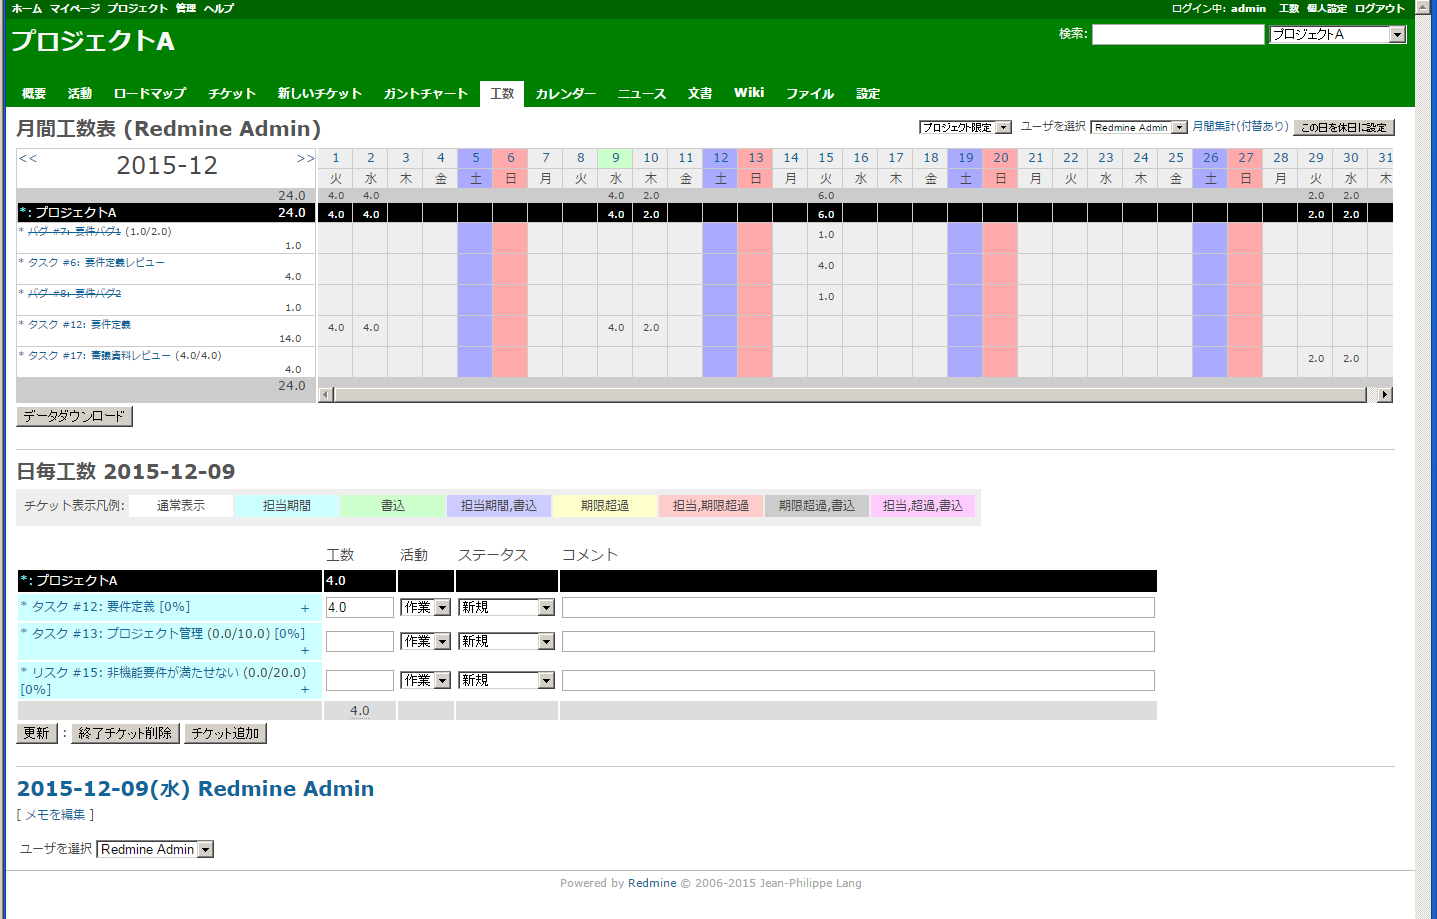 ホーム マイページ プロジェクト 管理 ヘルプ ログイン中: admin 工数 個人設定 ログアウト
プロジェクトA 検索: プロジェクトA
概要 活動 ロードマップ チケット 新しいチケット ガントチャート 工数 カレンダー ニュース 文書 Wiki ファイル 設定
月間工数表 (Redmine Admin) プロジェクト限定 ユーザを選択 Redmine Admin 月間集計(付替あり) この日を休日に設定
<< 2015-12 >> 1 2 3 4 5 6 7 8 9 10 11 12 13 14 15 16 17 18 19 20 21 22 23 24 25 26 27 28 29 30 31
火 水 木 金 土 日 月 火 水 木 金 土 日 月 火 水 木 金 土 日 月 火 水 木 金 土 日 月 火 水 木
24.0 4.0 4.0 4.0 2.0 6.0 2.0 2.0
*: プロジェクトA 24.0 4.0 4.0 4.0 2.0 6.0 2.0 2.0
* バグ #7: 要件バグ1 (1.0/2.0)
1.0 1.0
* タスク #6: 要件定義レビュー
4.0 4.0
* バグ #8: 要件バグ2
1.0 1.0
* タスク #12: 要件定義
14.0 4.0 4.0 4.0 2.0
* タスク #17: 審議資料レビュー (4.0/4.0)
4.0 2.0 2.0
24.0
データダウンロード
日毎工数 2015-12-09
チケット表示凡例: 通常表示 担当期間 書込 担当期間,書込 期限超過 担当,期限超過 期限超過,書込 担当,超過,書込
工数 活動 ステータス コメント
*: プロジェクトA 4.0
* タスク #12: 要件定義 [0%] + 4.0 作業 新規
* タスク #13: プロジェクト管理 (0.0/10.0) [0%]
+ 作業 新規
* リスク #15: 非機能要件が満たせない (0.0/20.0)
[0%] + 作業 新規
4.0
更新 : 終了チケット削除 チケット追加
2015-12-09(水) Redmine Admin
[ メモを編集 ]
ユーザを選択 Redmine Admin
Powered by Redmine © 2006-2015 Jean-Philippe Lang